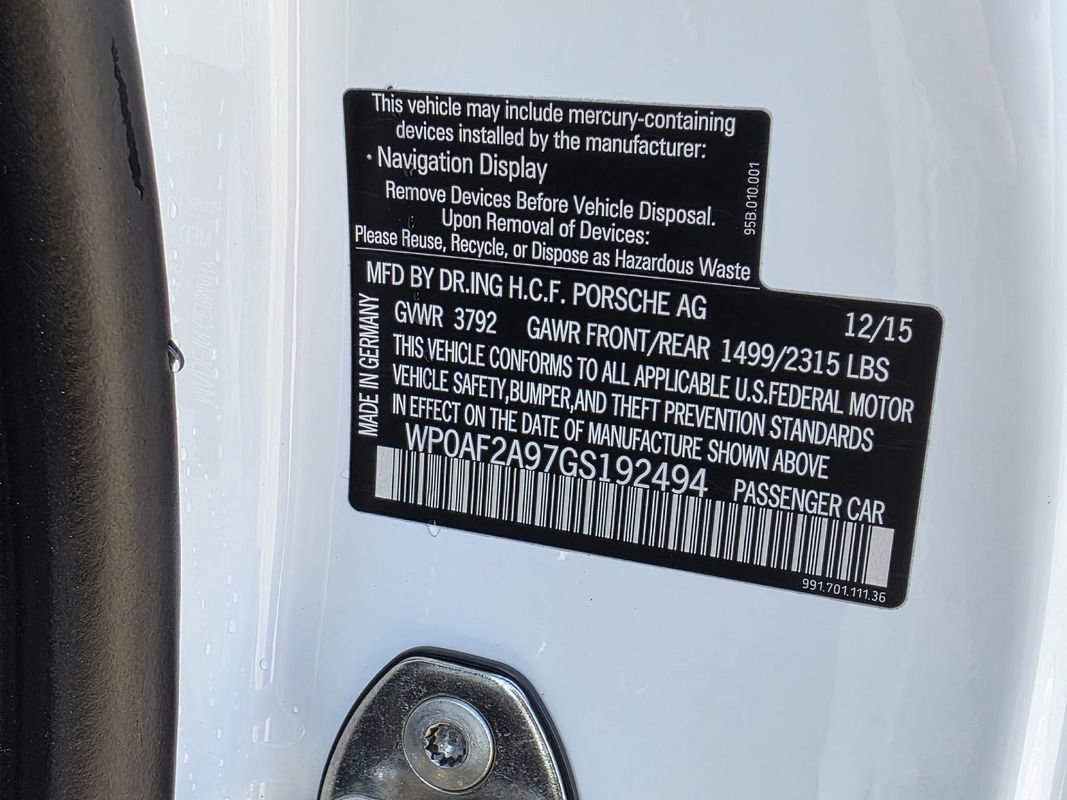 This vehicle may include mercury-containing
devices installed by the manufacturer:
· Navigation Display
Remove Devices Before Vehicle Disposal.
Upon Removal of Devices:
Please Reuse, Recycle, or Dispose as Hazardous Waste
95B.010.001
MFD BY DR.ING H.C.F. PORSCHE AG 12/15
GVWR 3792 GAWR FRONT/REAR 1499/2315 LBS
THIS VEHICLE CONFORMS TO ALL APPLICABLE U.S.FEDERAL MOTOR
VEHICLE SAFETY,BUMPER,AND THEFT PREVENTION STANDARDS
IN EFFECT ON THE DATE OF MANUFACTURE SHOWN ABOVE
MADE IN GERMANY
WP0AF2A97GS192494 PASSENGER CAR
991.701.111.36